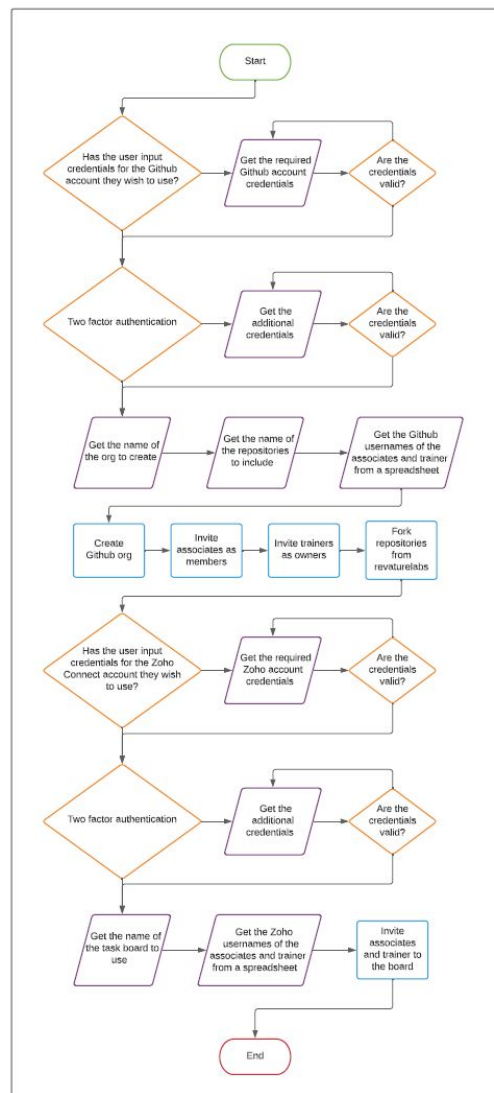 Start
Has the user input
credentials for the Github
account they wish to use?
Get the required
Github account
credentials
Are the
credentials
valid?
Two factor authentication
Get the
additional
credentials
Are the
credentials
valid?
Get the name of
the org to create
Get the name of
the repositories
to include
Get the Github
usernames of the
associates and trainer
from a spreadsheet
Create
Github org
Invite
associates as
members
Invite trainers
as owners
Fork
repositories
from
revaturelabs
Has the user input
credentials for the Zoho
Connect account they wish
to use?
Get the required
Zoho account
credentials
Are the
credentials
valid?
Two factor authentication
Get the
additional
credentials
Are the
credentials
valid?
Get the name of
the task board to
use
Get the Zoho
usernames of the
associates and trainer
from a spreadsheet
Invite
associates
and trainer to
the board
End